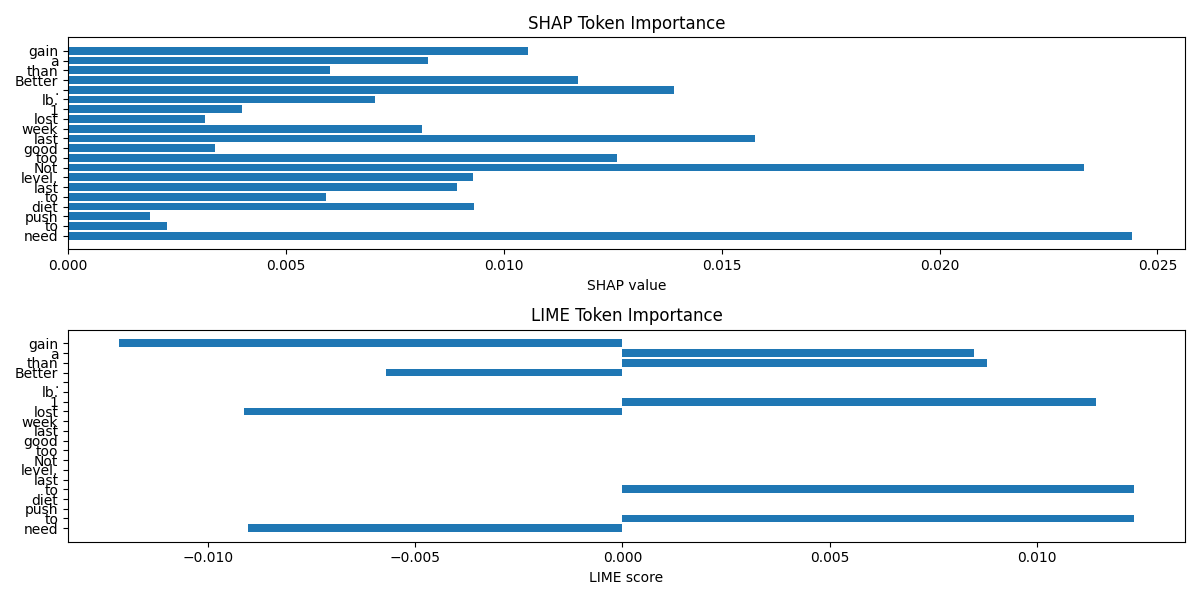 SHAP Token Importance
gain
a
than
Better
.
lb.
1
lost
week
last
good
too
Not
level,
last
to
diet
push
to
need
0.000 0.005 0.010 0.015 0.020 0.025
SHAP value
LIME Token Importance
gain
a
than
Better
.
lb.
1
lost
week
last
good
too
Not
level,
last
to
diet
push
to
need
−0.010 −0.005 0.000 0.005 0.010
LIME score